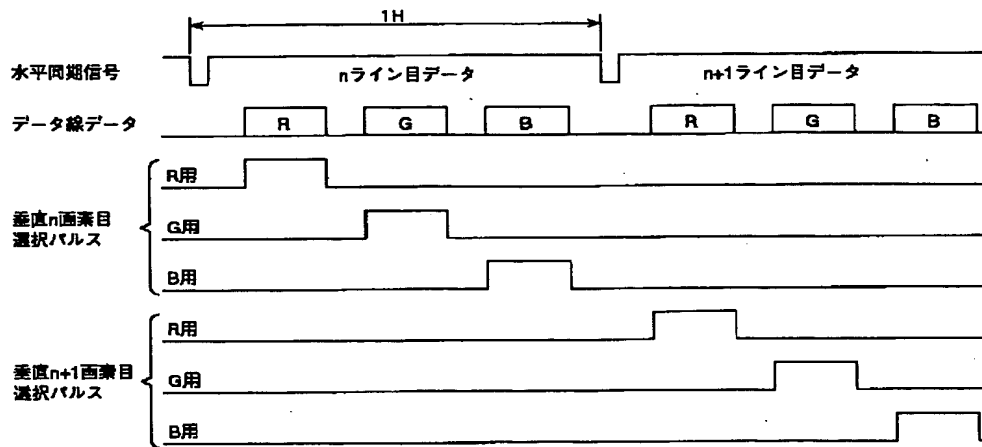 1H
水平同期信号
nライン目データ
n+1ライン目データ
データ線データ
R
G
B
R
G
B
垂直n画素目
選択パルス
R用
G用
B用
垂直n+1画素目
選択パルス
R用
G用
B用